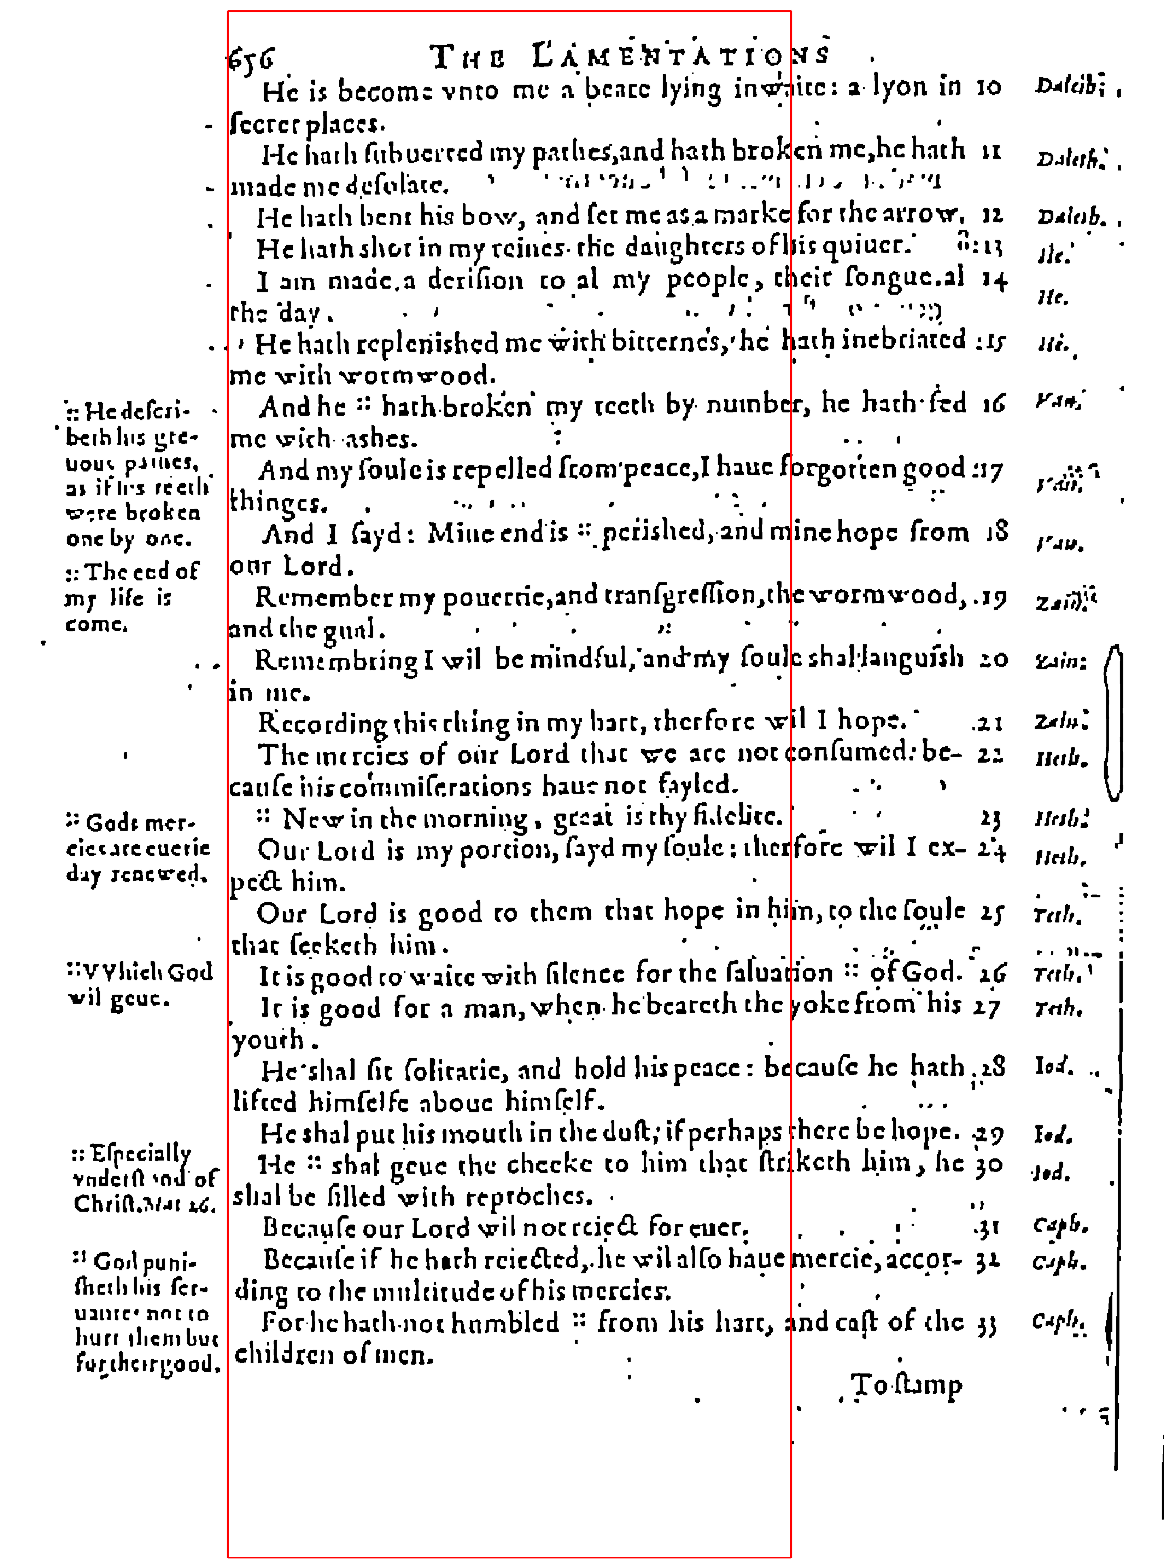 656 THE LAMENTATIONS
He is become vnto me a beare lying in waite: a lyon in 10 Daleth.
ſecret places.
He hath ſubuerted my pathes, and hath broken me, he hath 11 Daleth.
made me deſolate.
He hath bent his bow, and ſet me as a marke for the arrow. 12 Daleth.
He hath shot in my reines the daughters of his quiuer. 13 He.
I am made a deriſion to al my people, their ſongue al 14 He.
the day.
He hath replenished me with bitternes, he hath inebriated 15 He.
me with wormwood.
:: He deſcri-
beth his gre-
uous paines,
as if his teeth
were broken
one by one.
And he :: hath broken my teeth by number, he hath fed 16 Vau.
me with ashes.
And my ſoule is repelled from peace, I haue forgotten good 17 Vau.
thinges.
And I ſayd: Mine end is :: perished, and mine hope from 18 Vau.
our Lord.
:: The end of
my life is
come.
Remember my pouertie, and tranſgreſſion, the wormwood, 19 Zain.
and the gual.
Remembring I wil be mindful, and my ſoule shal languish 20 Zain.
in me.
Recording this thing in my hart, therfore wil I hope. 21 Zain.
The mercies of our Lord that we are not conſumed: be- 22 Heth.
cauſe his commiſerations haue not fayled.
:: Gods mer-
cies are euerie
day renewed.
:: New in the morning, great is thy fidelitie. 23 Heth.
Our Lord is my portion, ſayd my ſoule: therfore wil I ex- 24 Heth.
pect him.
Our Lord is good to them that hope in him, to the ſoule 25 Teth.
that ſeeketh him.
:: VVhich God
wil geue.
It is good to waite with ſilence for the ſaluation :: of God. 26 Teth.
It is good for a man, when he beareth the yoke from his 27 Teth.
youth.
He shal ſit ſolitarie, and hold his peace: becauſe he hath 28 Iod.
lifted himſelfe aboue himſelf.
He shal put his mouth in the duſt, if perhaps there be hope. 29 Iod.
:: Eſpecially
vnderſtood of
Chriſt. Mat 26.
He :: shal geue the cheeke to him that ſtriketh him, he 30 Iod.
shal be filled with reproches.
Becauſe our Lord wil not reiect for euer. 31 Caph.
Becauſe if he hath reiected, he wil alſo haue mercie, accor- 32 Caph.
ding to the multitude of his mercies.
:: God puni-
sheth his ſer-
uantes not to
hurt them but
for their good.
For he hath not humbled :: from his hart, and caſt of the 33 Caph.
children of men.
To ſtamp